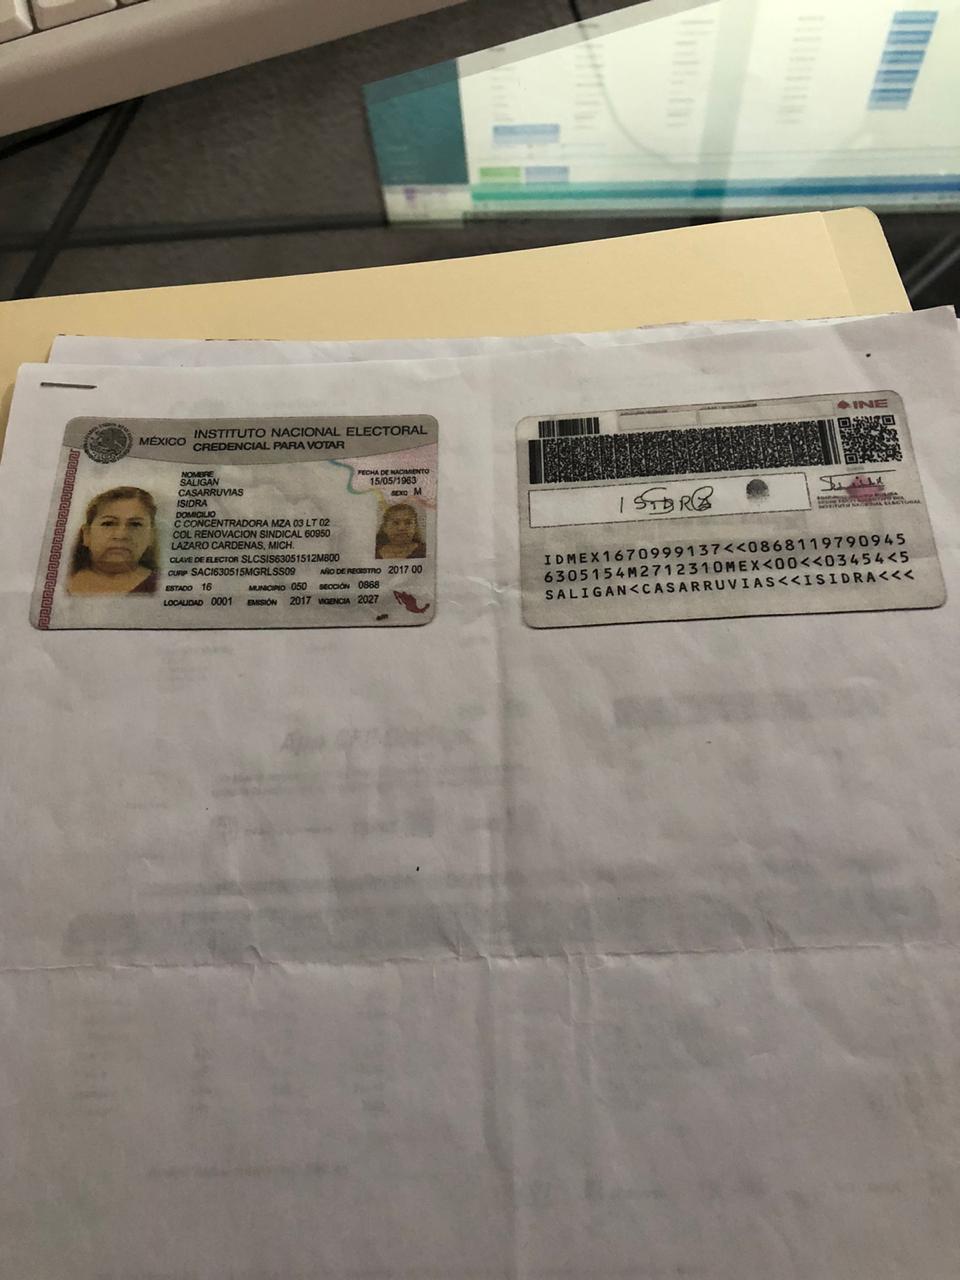 MÉXICO INSTITUTO NACIONAL ELECTORAL
CREDENCIAL PARA VOTAR
NOMBRE
SALIGAN
CASARRUVIAS
ISIDRA
FECHA DE NACIMIENTO
15/05/1963
SEXO M
DOMICILIO
C CONCENTRADORA MZA 03 LT 02
COL RENOVACION SINDICAL 60950
LAZARO CARDENAS, MICH.
CLAVE DE ELECTOR SLCSIS63051512M800
CURP SACI630515MGRLSS09 AÑO DE REGISTRO 2017 00
ESTADO 16 MUNICIPIO 050 SECCIÓN 0868
LOCALIDAD 0001 EMISIÓN 2017 VIGENCIA 2027
INE
INSTITUTO NACIONAL ELECTORAL
IDMEX1670999137<<0868119790945
6305154M2712310MEX<00<<03454<5
SALIGAN<CASARRUVIAS<<ISIDRA<<<